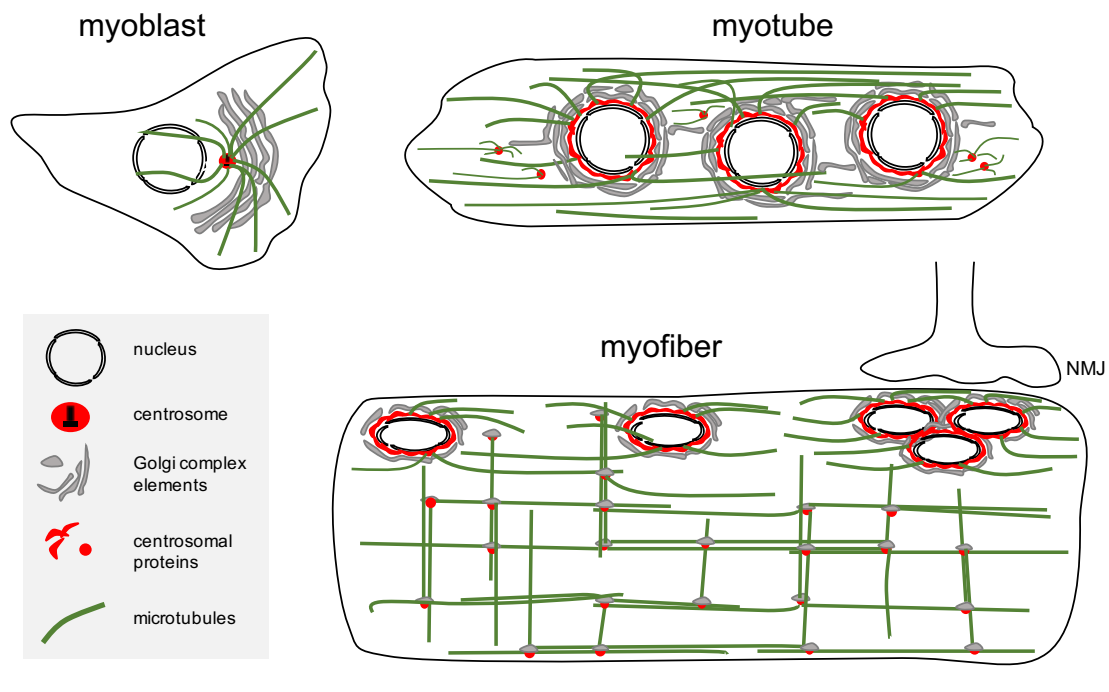 myoblast
myotube
myofiber
NMJ
nucleus
centrosome
Golgi complex
elements
centrosomal
proteins
microtubules